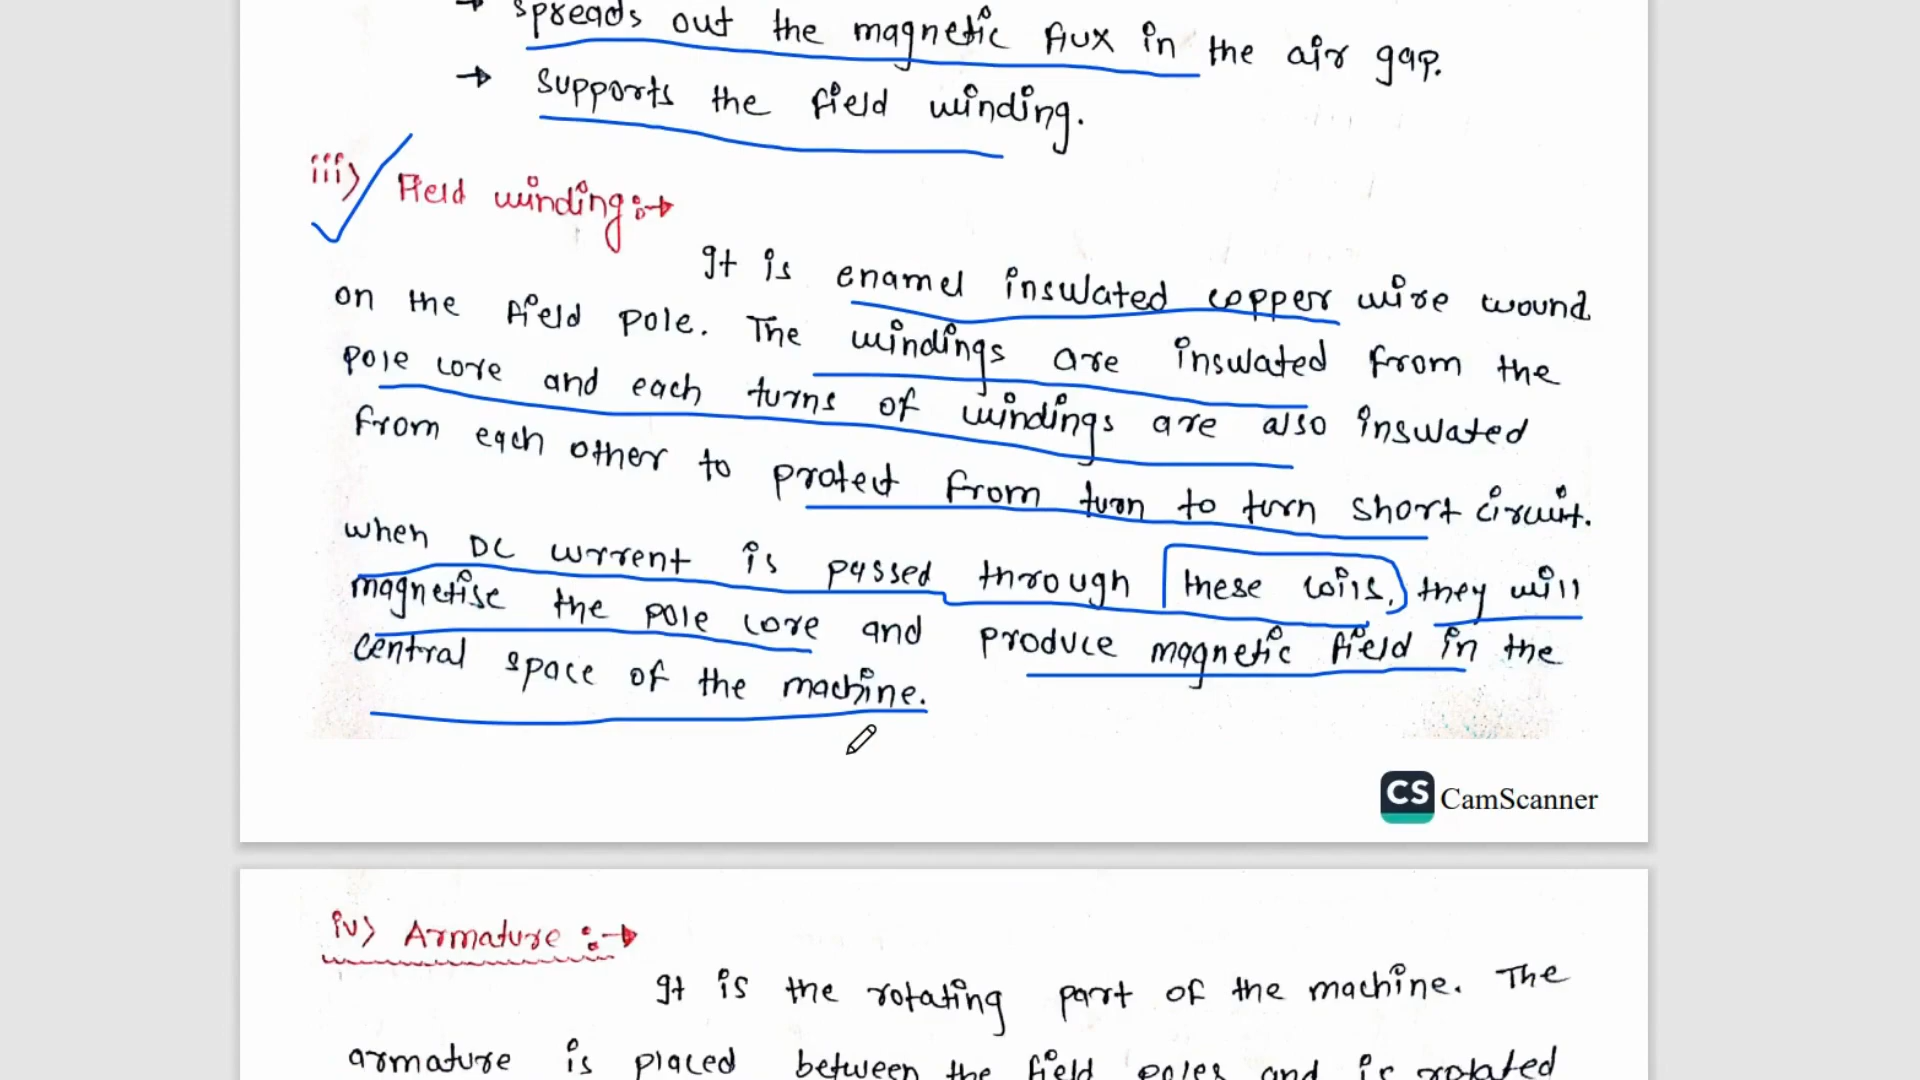 → spreads out the magnetic flux in the air gap.
→ supports the field winding.
iii) Field winding:→
It is enamel insulated copper wire wound
on the field pole. The windings are insulated from the
pole core and each turns of windings are also insulated
from each other to protect from turn to turn short circuit.
when DC current is passed through these coils, they will
magnetise the pole core and produce magnetic field in the
central space of the machine.
CS CamScanner
iv) Armature :→
It is the rotating part of the machine. The
armature is placed between the field poles and is rotated